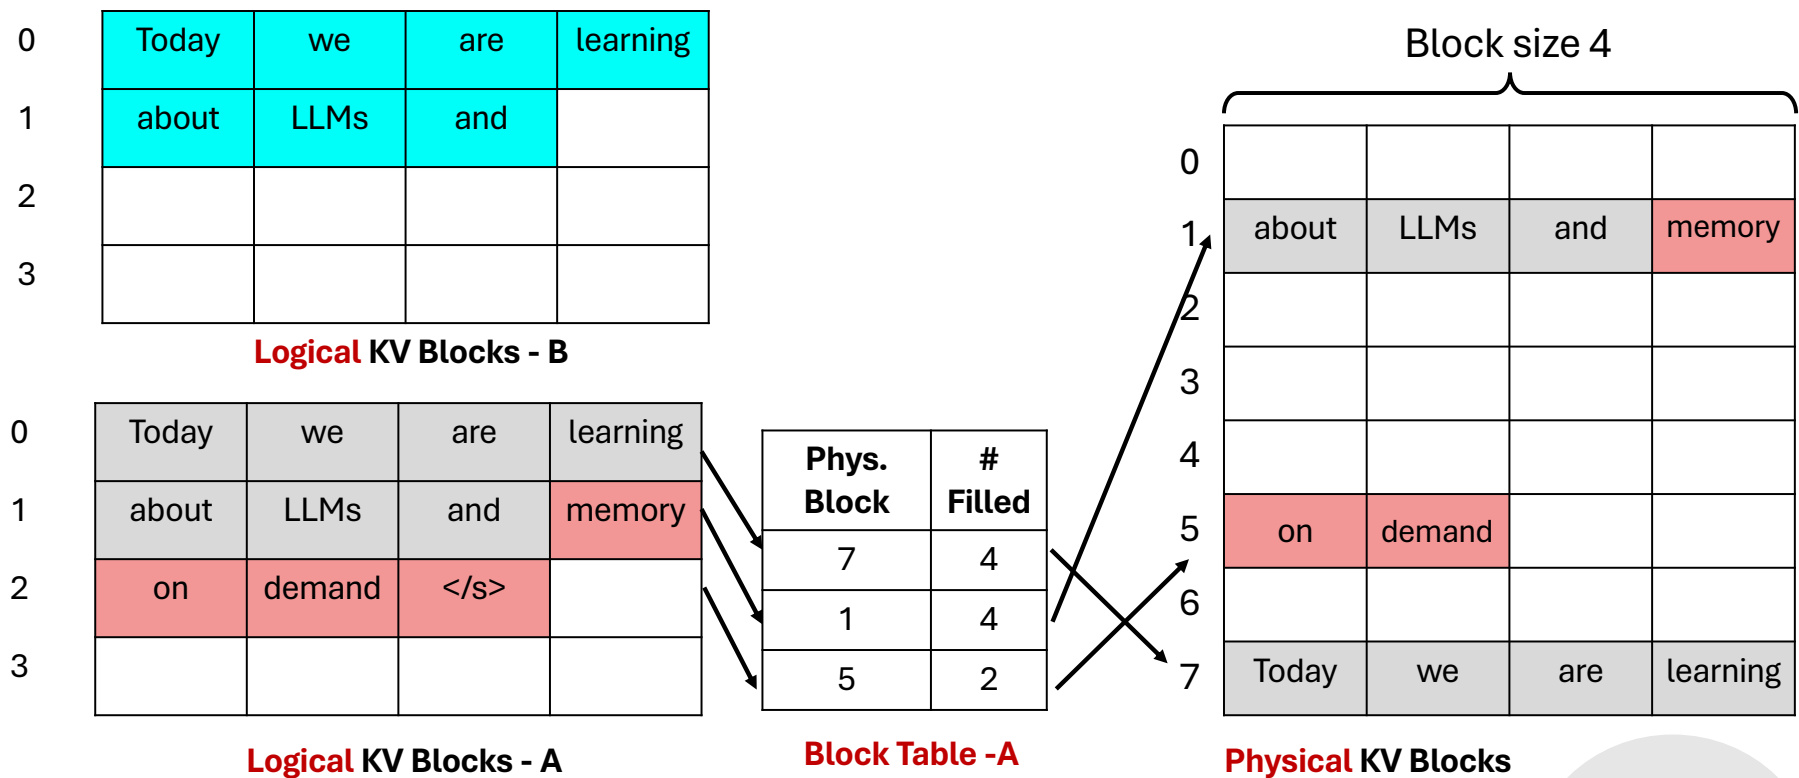 0 Today we are learning
1 about LLMs and
2
3
Logical KV Blocks - B
0 Today we are learning
1 about LLMs and memory
2 on demand </s>
3
Logical KV Blocks - A
Phys. Block # Filled
7 4
1 4
5 2
Block Table -A
Block size 4
0
1 about LLMs and memory
2
3
4
5 on demand
6
7 Today we are learning
Physical KV Blocks